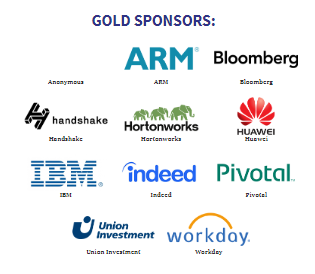 GOLD SPONSORS:
ARM® Bloomberg
Anonymous ARM Bloomberg
handshake Hortonworks HUAWEI
Handshake Hortonworks Huawei
IBM® indeed Pivotal™
IBM Indeed Pivotal
Union Investment workday.
Union Investment Workday